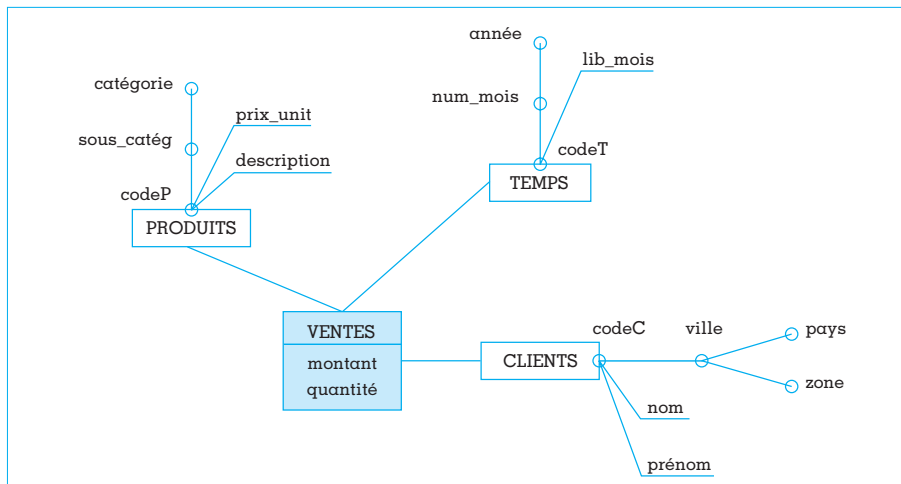 année
lib_mois
catégorie
num_mois
prix_unit
sous_catég
description
codeT
codeP
TEMPS
PRODUITS
VENTES
montant
quantité
codeC
ville
pays
CLIENTS
zone
nom
prénom